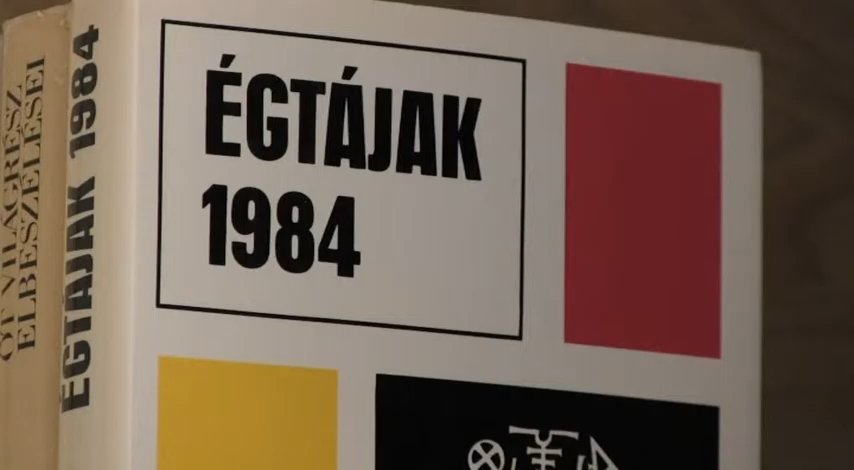 ÉGTÁJAK
1984
ÉGTÁJAK 1984
ÖT VILÁGRÉSZ
ELBESZÉLÉSEI